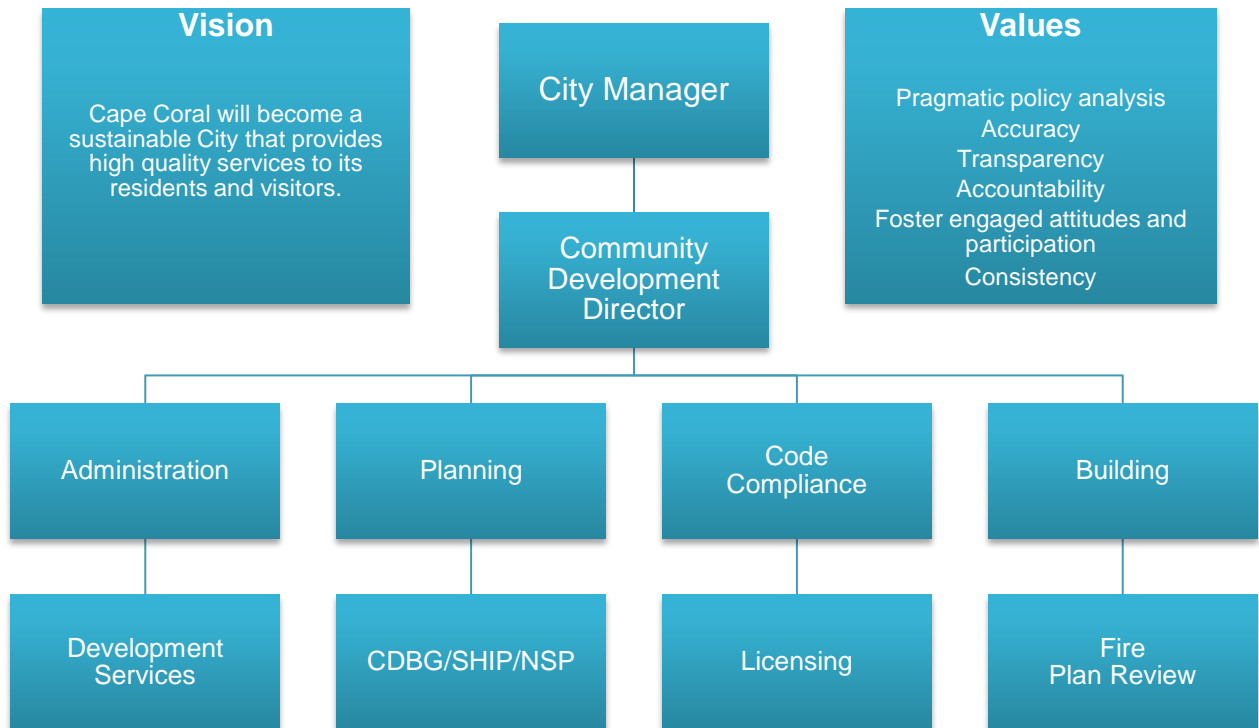 Vision
Cape Coral will become a
sustainable City that provides
high quality services to its
residents and visitors.
City Manager
Values
Pragmatic policy analysis
Accuracy
Transparency
Accountability
Foster engaged attitudes and
participation
Consistency
Community
Development
Director
Administration
Planning
Code
Compliance
Building
Development
Services
CDBG/SHIP/NSP
Licensing
Fire
Plan Review